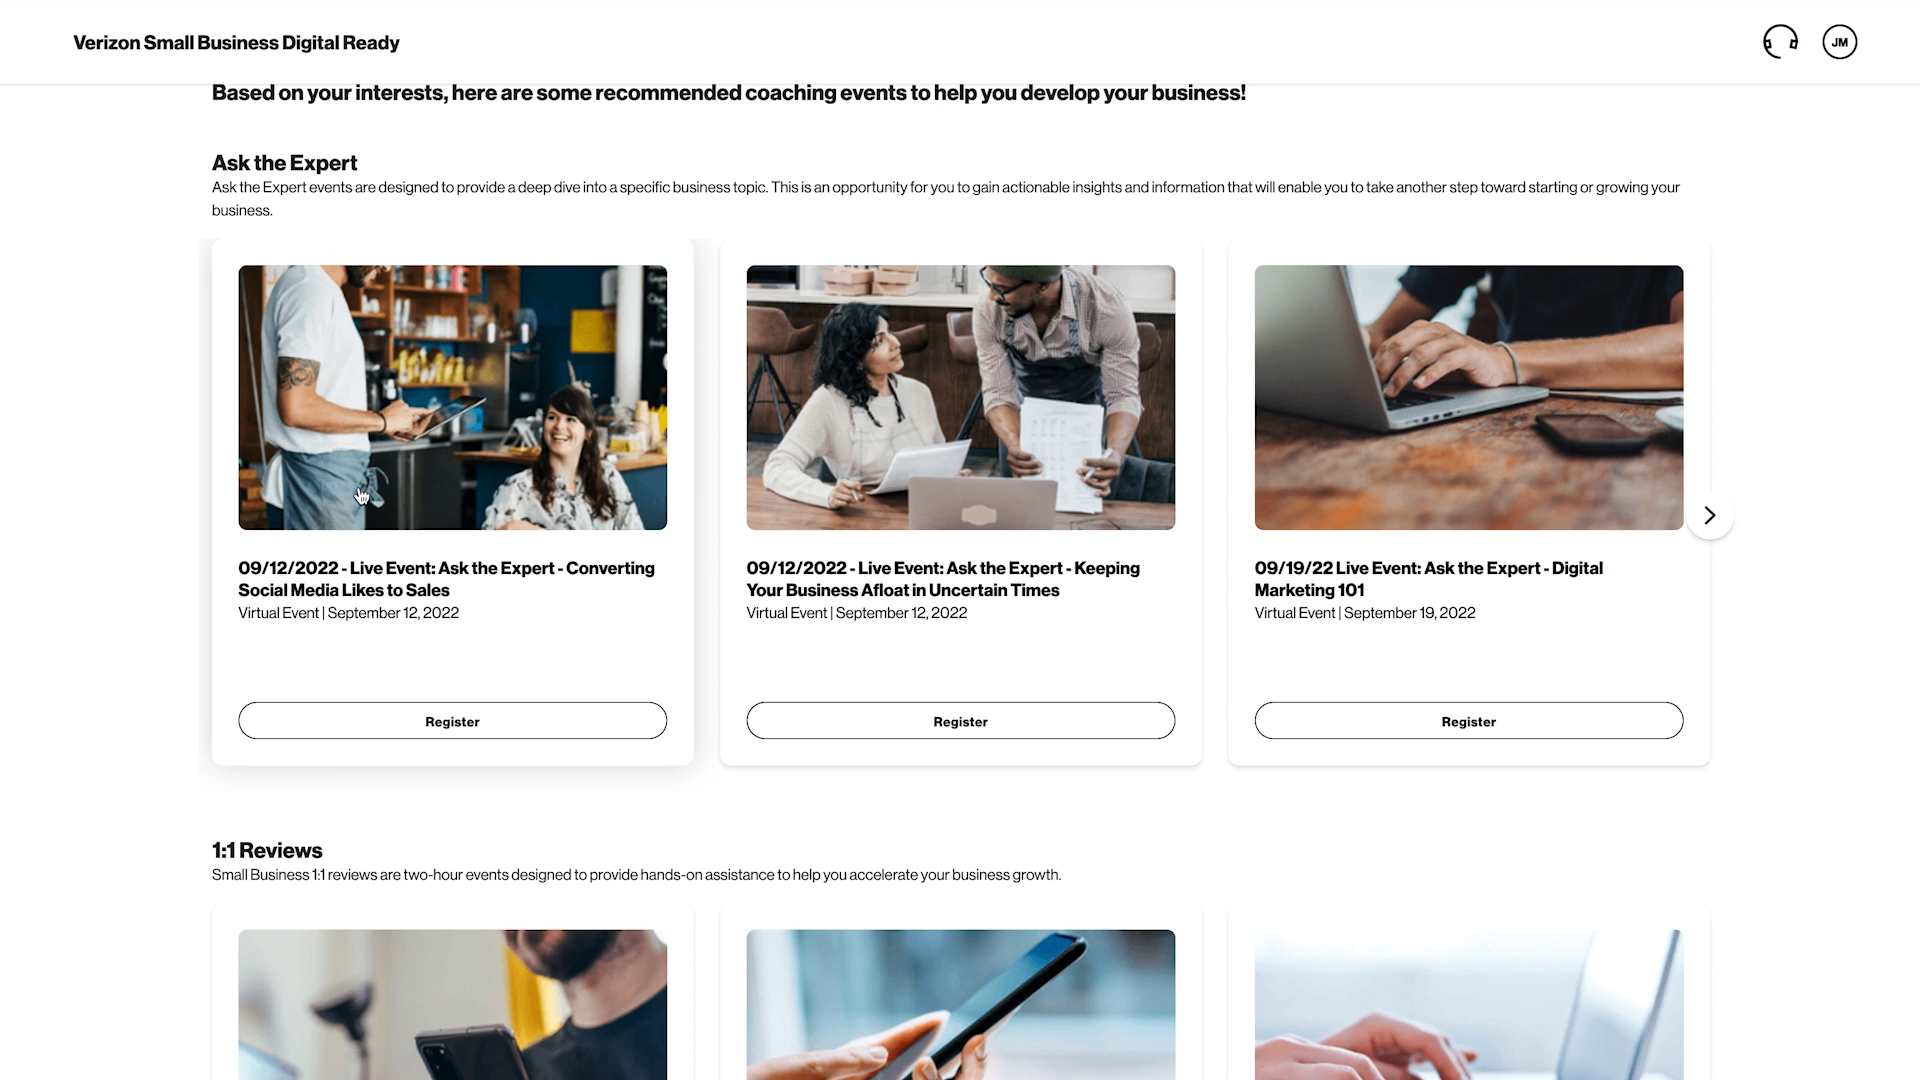 Verizon Small Business Digital Ready
JM
Based on your interests, here are some recommended coaching events to help you develop your business!
Ask the Expert
Ask the Expert events are designed to provide a deep dive into a specific business topic. This is an opportunity for you to gain actionable insights and information that will enable you to take another step toward starting or growing your
business.
09/12/2022 - Live Event: Ask the Expert - Converting
Social Media Likes to Sales
Virtual Event | September 12, 2022
Register
09/12/2022 - Live Event: Ask the Expert - Keeping
Your Business Afloat in Uncertain Times
Virtual Event | September 12, 2022
Register
09/19/22 Live Event: Ask the Expert - Digital
Marketing 101
Virtual Event | September 19, 2022
Register
1:1 Reviews
Small Business 1:1 reviews are two-hour events designed to provide hands-on assistance to help you accelerate your business growth.